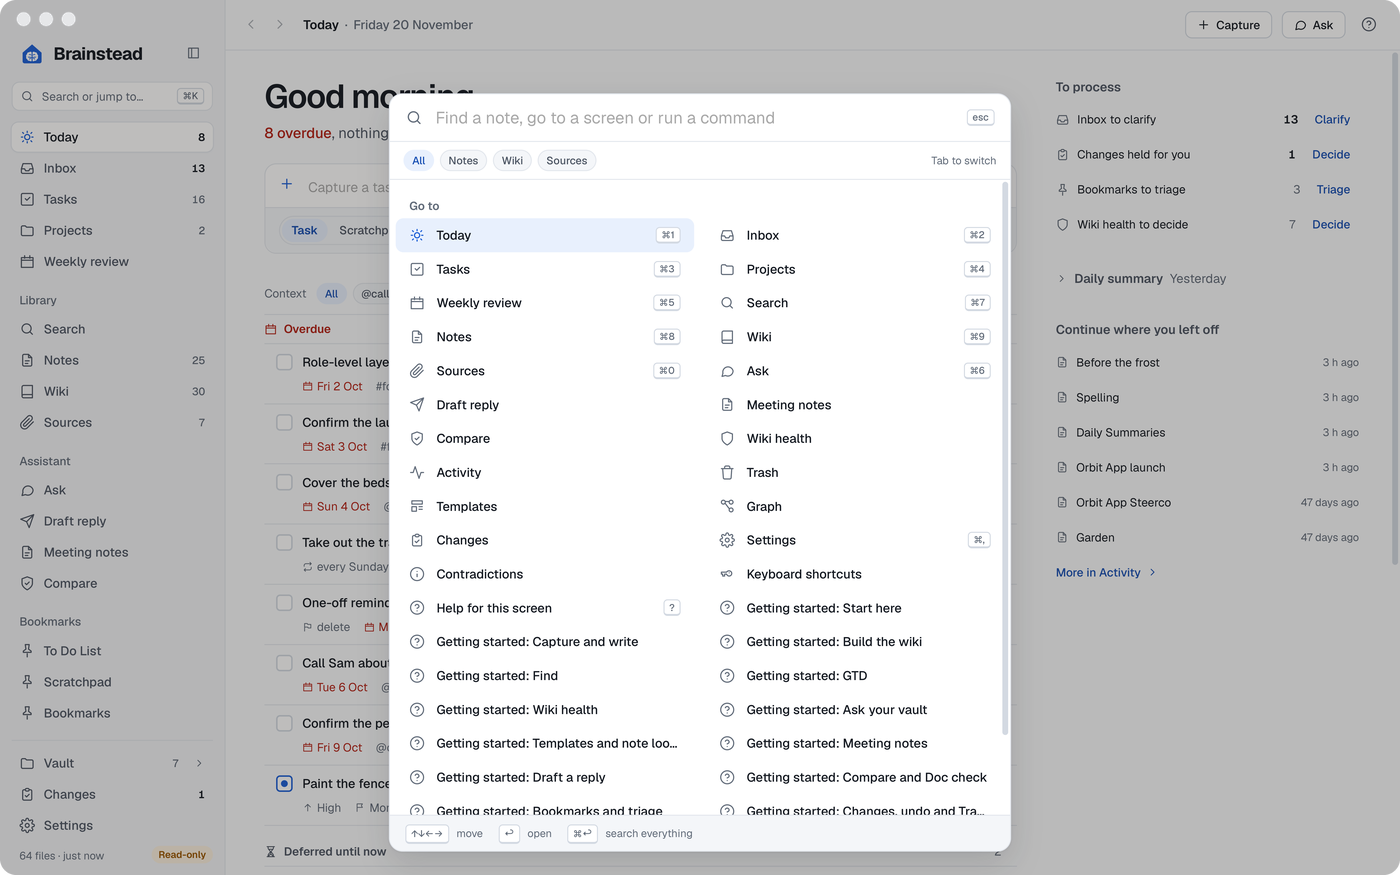 Brainstead
Search or jump to... ⌘K
Today 8
Inbox 13
Tasks 16
Projects 2
Weekly review
Library
Search
Notes 25
Wiki 30
Sources 7
Assistant
Ask
Draft reply
Meeting notes
Compare
Bookmarks
To Do List
Scratchpad
Bookmarks
Vault 7
Changes 1
Settings
64 files · just now Read-only
Today · Friday 20 November
Capture
Ask
Good morning
8 overdue, nothing
Capture a tas
Task Scratchp
Context All @call
Overdue
Role-level laye
Fri 2 Oct
Confirm the lau
Sat 3 Oct
Cover the beds
Sun 4 Oct
Take out the tra
every Sunday
One-off remind
delete M
Call Sam about
Tue 6 Oct
Confirm the pe
Fri 9 Oct
Paint the fence
High Mon
Deferred until now 2
Find a note, go to a screen or run a command esc
All Notes Wiki Sources Tab to switch
Go to
Today ⌘1
Inbox ⌘2
Tasks ⌘3
Projects ⌘4
Weekly review ⌘5
Search ⌘7
Notes ⌘8
Wiki ⌘9
Sources ⌘0
Ask ⌘6
Draft reply
Meeting notes
Compare
Wiki health
Activity
Trash
Templates
Graph
Changes
Settings ⌘,
Contradictions
Keyboard shortcuts
Help for this screen ?
Getting started: Start here
Getting started: Capture and write
Getting started: Build the wiki
Getting started: Find
Getting started: GTD
Getting started: Wiki health
Getting started: Ask your vault
Getting started: Templates and note loo...
Getting started: Meeting notes
Getting started: Draft a reply
Getting started: Compare and Doc check
Getting started: Bookmarks and triage
Getting started: Changes, undo and Tra...
↑↓←→ move ↩ open ⌘↩ search everything
To process
Inbox to clarify 13 Clarify
Changes held for you 1 Decide
Bookmarks to triage 3 Triage
Wiki health to decide 7 Decide
Daily summary Yesterday
Continue where you left off
Before the frost 3 h ago
Spelling 3 h ago
Daily Summaries 3 h ago
Orbit App launch 3 h ago
Orbit App Steerco 47 days ago
Garden 47 days ago
More in Activity